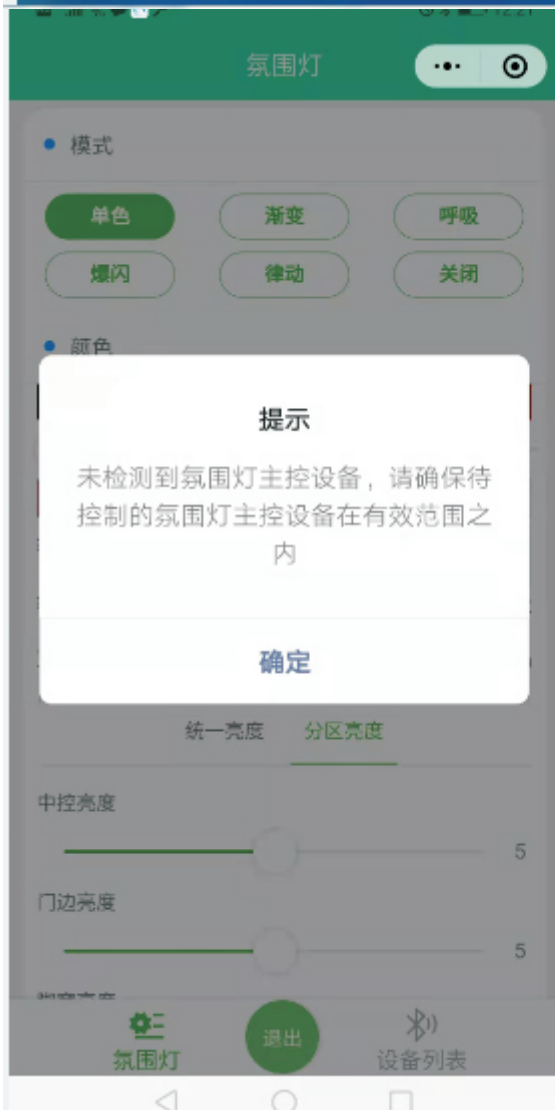 氛围灯
模式
单色 渐变 呼吸
爆闪 律动 关闭
颜色
提示
未检测到氛围灯主控设备，请确保待
控制的氛围灯主控设备在有效范围之
内
确定
统一亮度 分区亮度
中控亮度
5
门边亮度
5
退出
氛围灯 设备列表